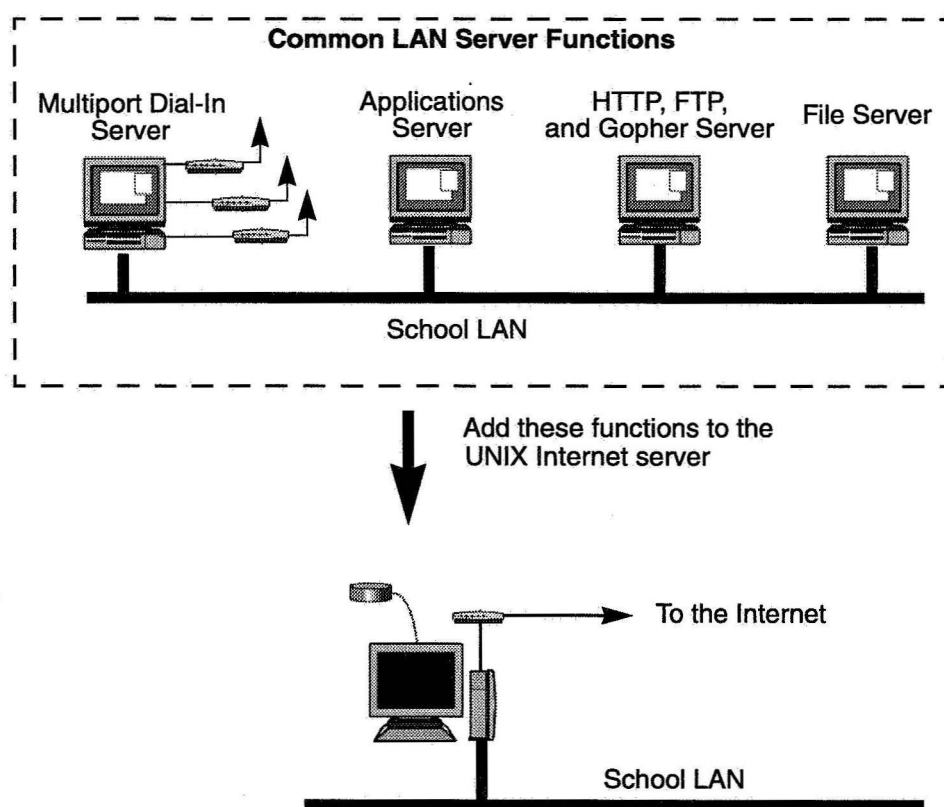 Common LAN Server Functions
Multiport Dial-In
Server
Applications
Server
HTTP, FTP,
and Gopher Server
File Server
School LAN
Add these functions to the
UNIX Internet server
To the Internet
School LAN